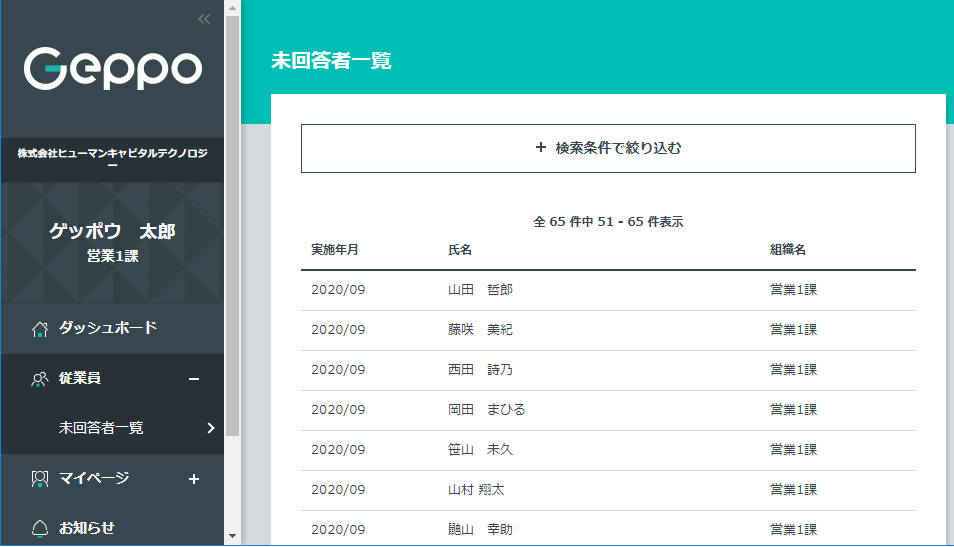 Geppo
株式会社ヒューマンキャピタルテクノロジ
ー
ゲッポウ　太郎
営業1課
ダッシュボード
従業員
未回答者一覧
マイページ
お知らせ
未回答者一覧
+ 検索条件で絞り込む
全 65 件中 51 - 65 件表示
実施年月 氏名 組織名
2020/09 山田　哲郎 営業1課
2020/09 藤咲　美紀 営業1課
2020/09 西田　詩乃 営業1課
2020/09 岡田　まひる 営業1課
2020/09 笹山　未久 営業1課
2020/09 山村 翔太 営業1課
2020/09 幸助 営業1課